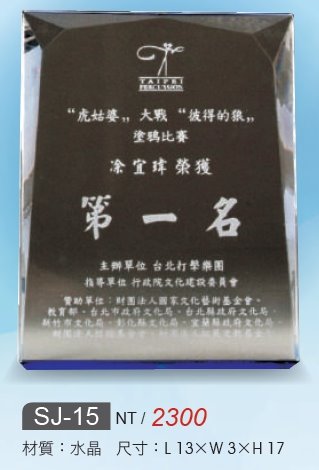 TAIPEI
PERCUSSION
“虎姑婆”大戰“彼得的狼”
塗鴉比賽
涂宜瑋 榮獲
第一名
主辦單位 台北打擊樂團
指導單位 行政院文化建設委員會
贊助單位：財團法人國家文化藝術基金會、
教育部、台北市政府文化局、台北縣政府文化局、
新竹市文化局、彰化縣文化局、宜蘭縣政府文化局、
SJ-15 NT / 2300
材質：水晶 尺寸：L 13×W 3×H 17